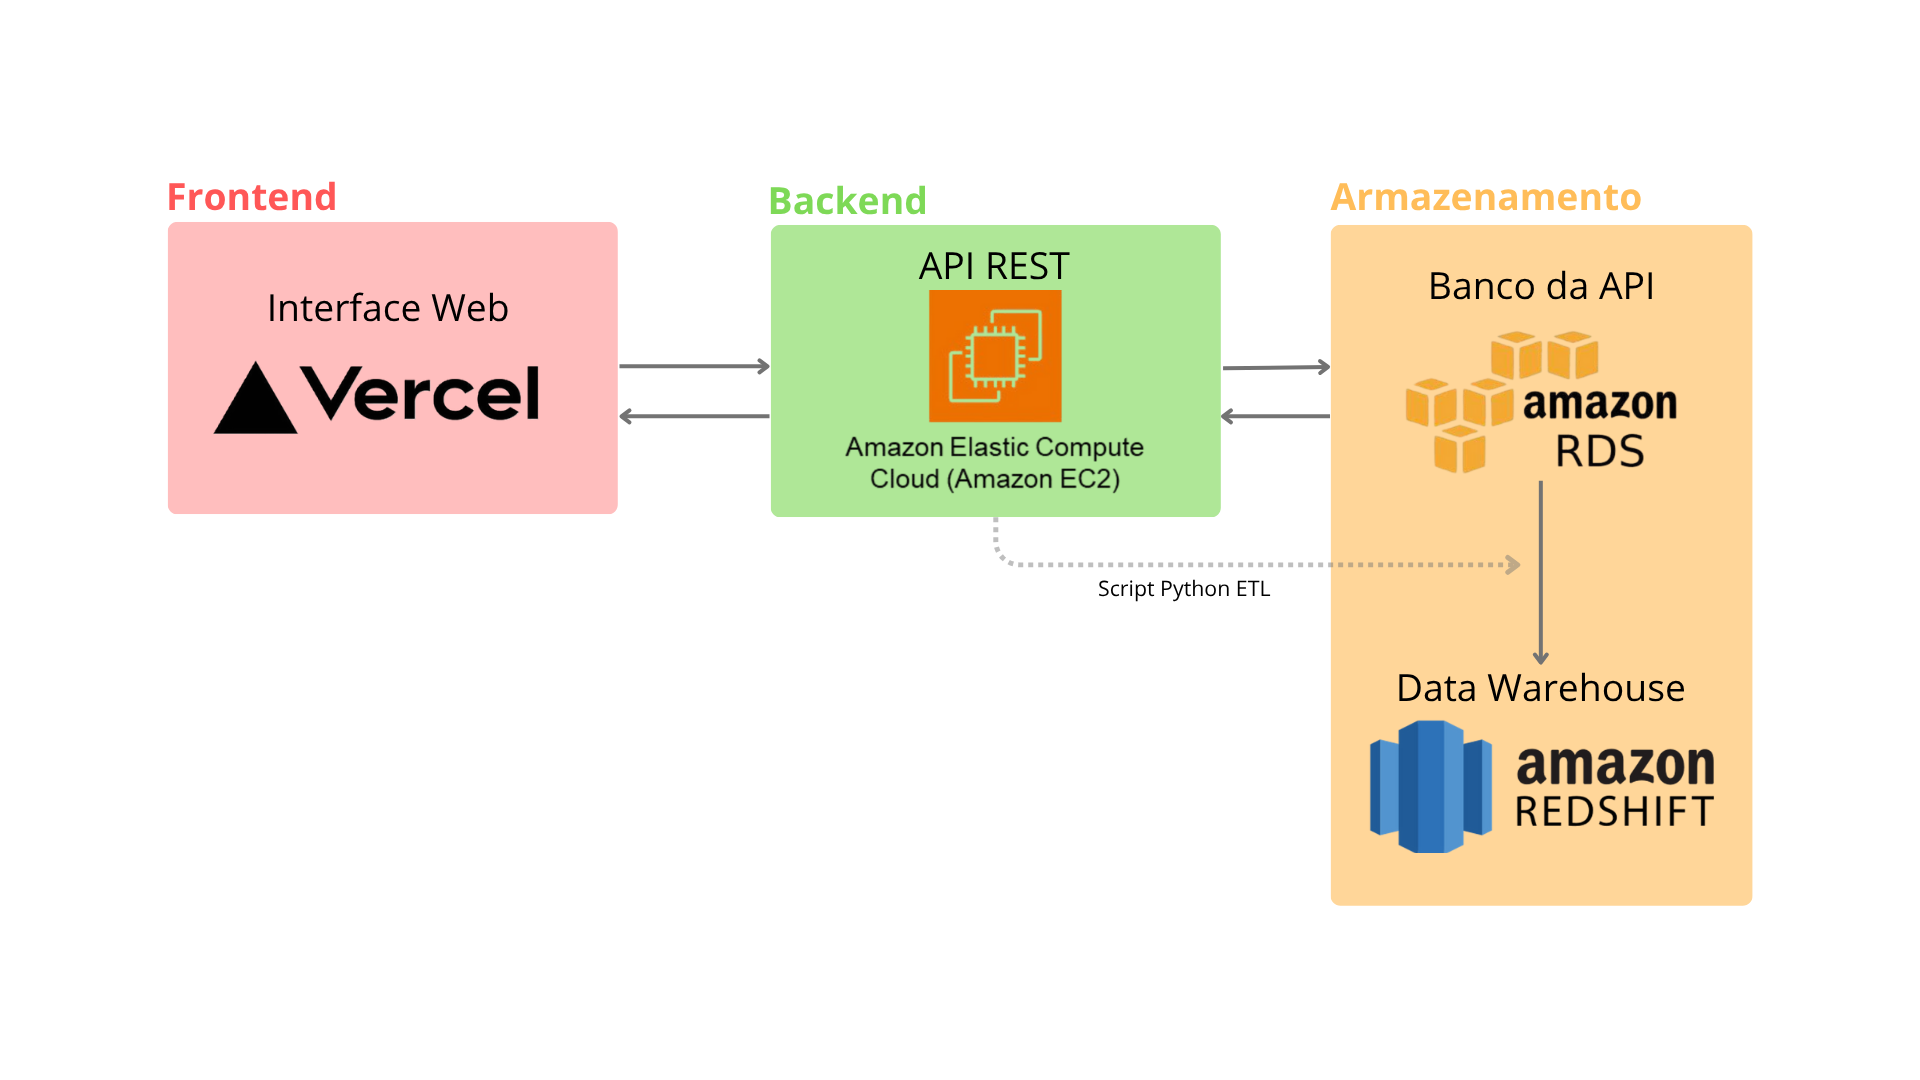 Frontend
Interface Web
Vercel
Backend
API REST
Amazon Elastic Compute
Cloud (Amazon EC2)
Script Python ETL
Armazenamento
Banco da API
amazon
RDS
Data Warehouse
amazon
REDSHIFT